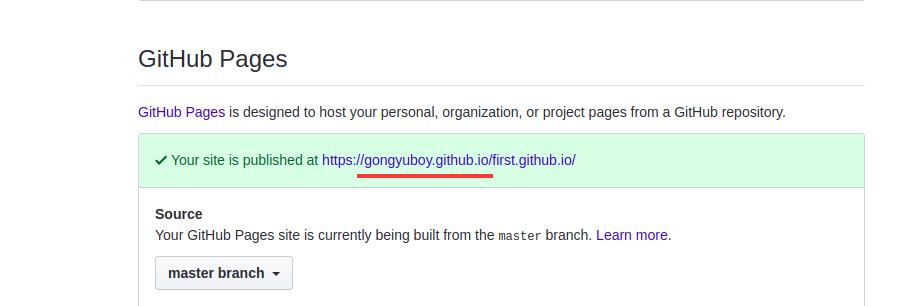 GitHub Pages
GitHub Pages is designed to host your personal, organization, or project pages from a GitHub repository.
Your site is published at https://gongyuboy.github.io/first.github.io/
Source
Your GitHub Pages site is currently being built from the master branch. Learn more.
master branch